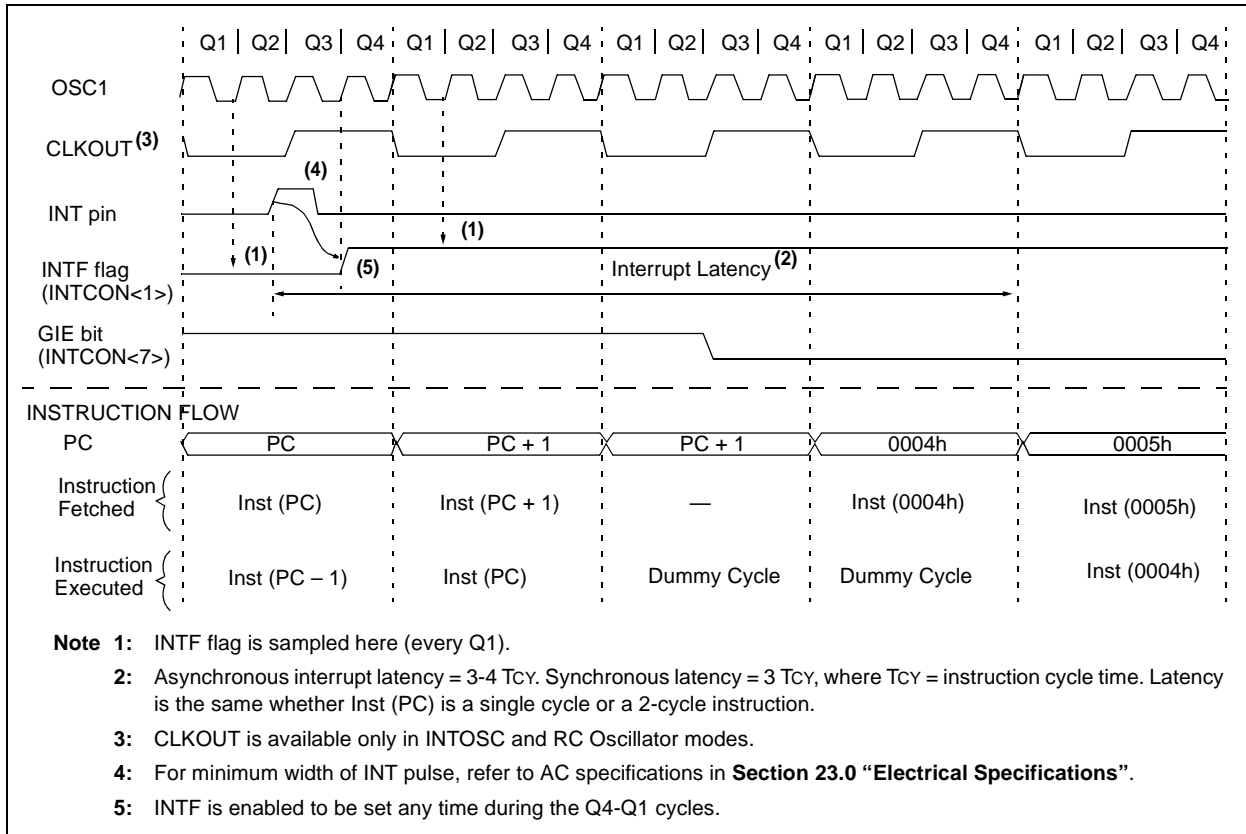 Q1 Q2 Q3 Q4 Q1 Q2 Q3 Q4 Q1 Q2 Q3 Q4 Q1 Q2 Q3 Q4 Q1 Q2 Q3 Q4
OSC1
CLKOUT (3)
(4)
INT pin
(1)
(1)
INTF flag
(INTCON<1>)
(5)
Interrupt Latency (2)
GIE bit
(INTCON<7>)
INSTRUCTION FLOW
PC PC PC + 1 PC + 1 0004h 0005h
Instruction
Fetched
Inst (PC) Inst (PC + 1) — Inst (0004h) Inst (0005h)
Instruction
Executed
Inst (PC – 1) Inst (PC) Dummy Cycle Dummy Cycle Inst (0004h)
Note 1: INTF flag is sampled here (every Q1).
2: Asynchronous interrupt latency = 3-4 TCY. Synchronous latency = 3 TCY, where TCY = instruction cycle time. Latency
is the same whether Inst (PC) is a single cycle or a 2-cycle instruction.
3: CLKOUT is available only in INTOSC and RC Oscillator modes.
4: For minimum width of INT pulse, refer to AC specifications in Section 23.0 “Electrical Specifications”.
5: INTF is enabled to be set any time during the Q4-Q1 cycles.